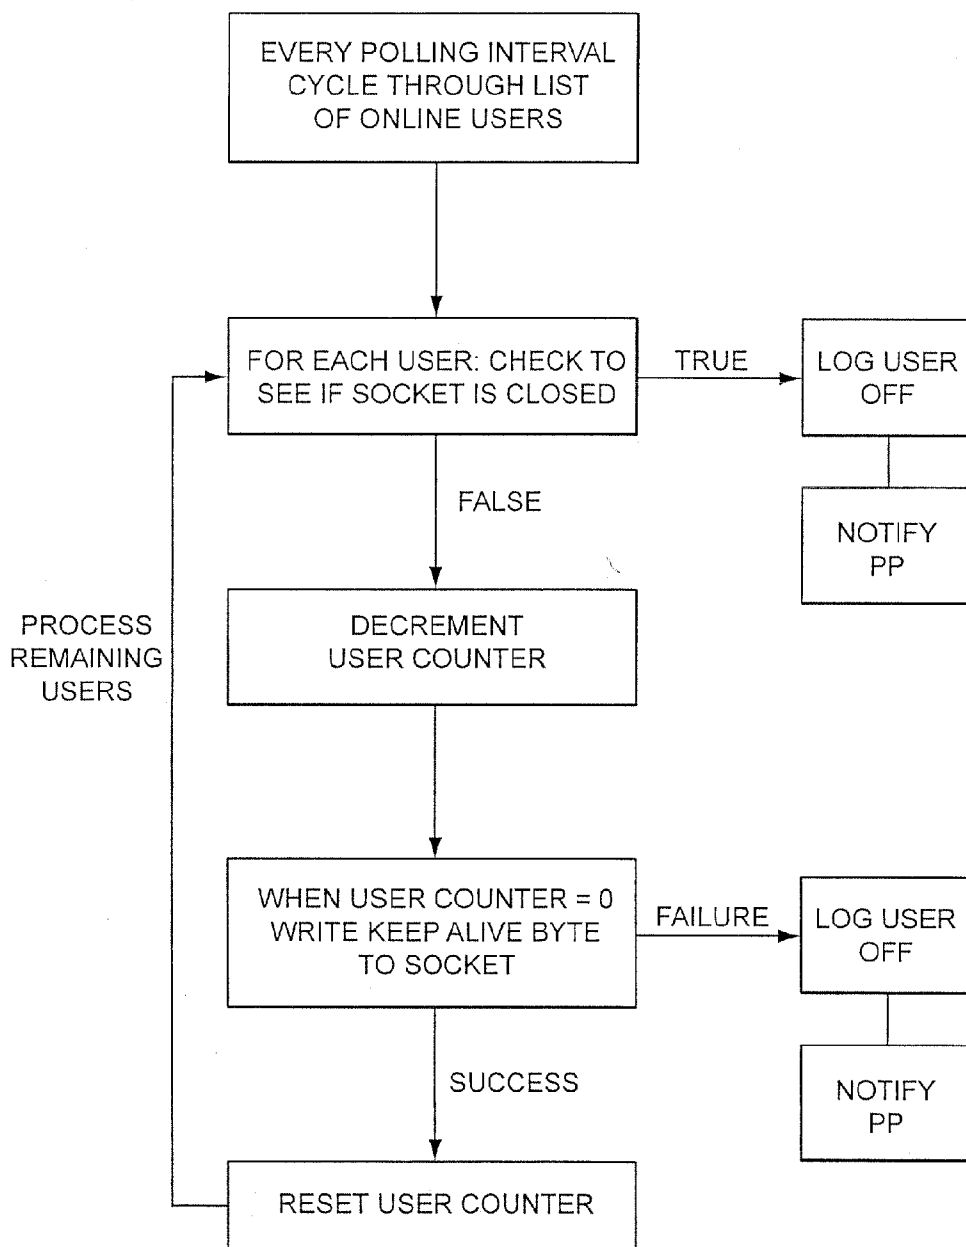 EVERY POLLING INTERVAL
CYCLE THROUGH LIST
OF ONLINE USERS
FOR EACH USER: CHECK TO
SEE IF SOCKET IS CLOSED
TRUE
LOG USER
OFF
NOTIFY
PP
FALSE
DECREMENT
USER COUNTER
PROCESS
REMAINING
USERS
WHEN USER COUNTER = 0
WRITE KEEP ALIVE BYTE
TO SOCKET
FAILURE
LOG USER
OFF
NOTIFY
PP
SUCCESS
RESET USER COUNTER